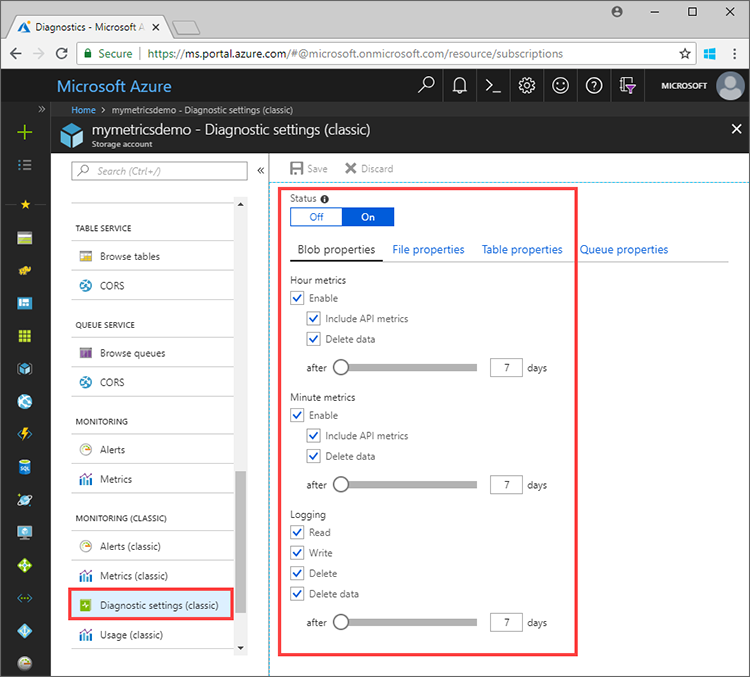 Diagnostics - Microsoft A
Secure
https://ms.portal.azure.com/#@microsoft.onmicrosoft.com/resource/subscriptions
Microsoft Azure
MICROSOFT
Home > mymetricsdemo - Diagnostic settings (classic)
mymetricsdemo - Diagnostic settings (classic)
Storage account
Search (Ctrl+/)
TABLE SERVICE
Browse tables
CORS
QUEUE SERVICE
Browse queues
CORS
MONITORING
Alerts
Metrics
MONITORING (CLASSIC)
Alerts (classic)
Metrics (classic)
Diagnostic settings (classic)
Usage (classic)
Save Discard
Status
Off On
Blob properties File properties Table properties Queue properties
Hour metrics
Enable
Include API metrics
Delete data
after 7 days
Minute metrics
Enable
Include API metrics
Delete data
after 7 days
Logging
Read
Write
Delete
Delete data
after 7 days